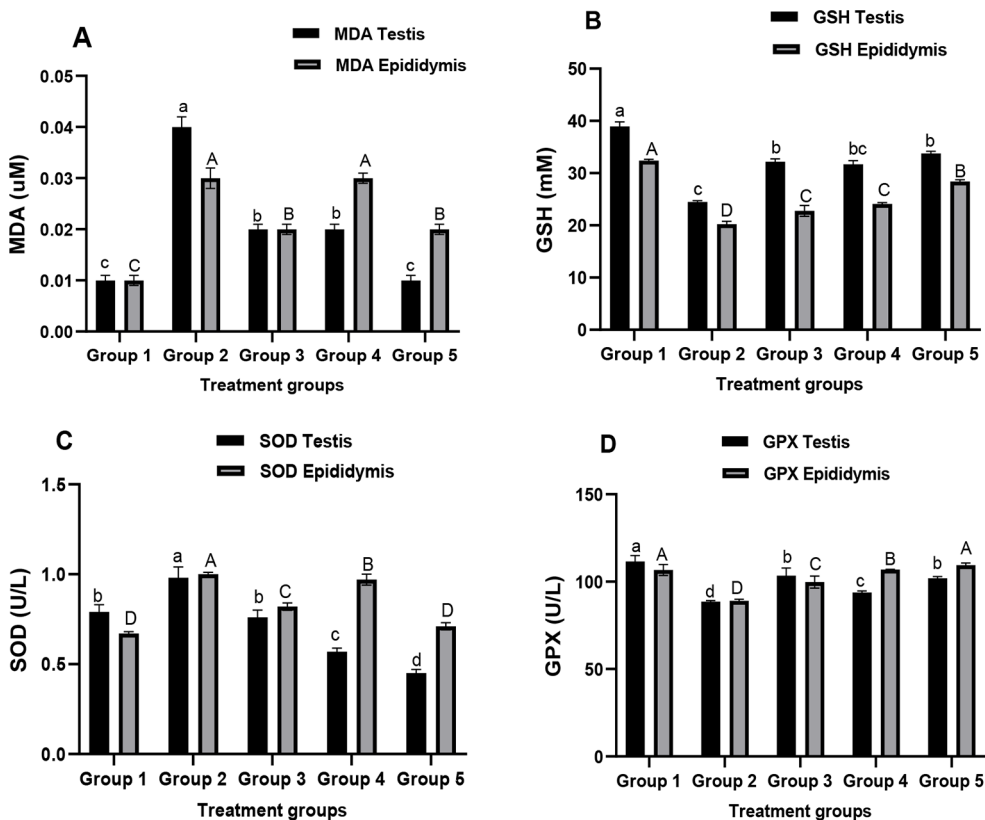 A
MDA Testis
MDA Epididymis
MDA (uM)
0.05
0.04
0.03
0.02
0.01
0.00
c C a A b B b A c B
Group 1 Group 2 Group 3 Group 4 Group 5
Treatment groups
B
GSH Testis
GSH Epididymis
GSH (mM)
50
40
30
20
10
0
a A c D b C bc C b B
Group 1 Group 2 Group 3 Group 4 Group 5
Treatment groups
C
SOD Testis
SOD Epididymis
SOD (U/L)
1.5
1.0
0.5
0.0
b D a A b C c B d D
Group 1 Group 2 Group 3 Group 4 Group 5
Treatment groups
D
GPX Testis
GPX Epididymis
GPX (U/L)
150
100
50
0
a A d D b C c B b A
Group 1 Group 2 Group 3 Group 4 Group 5
Treatment groups